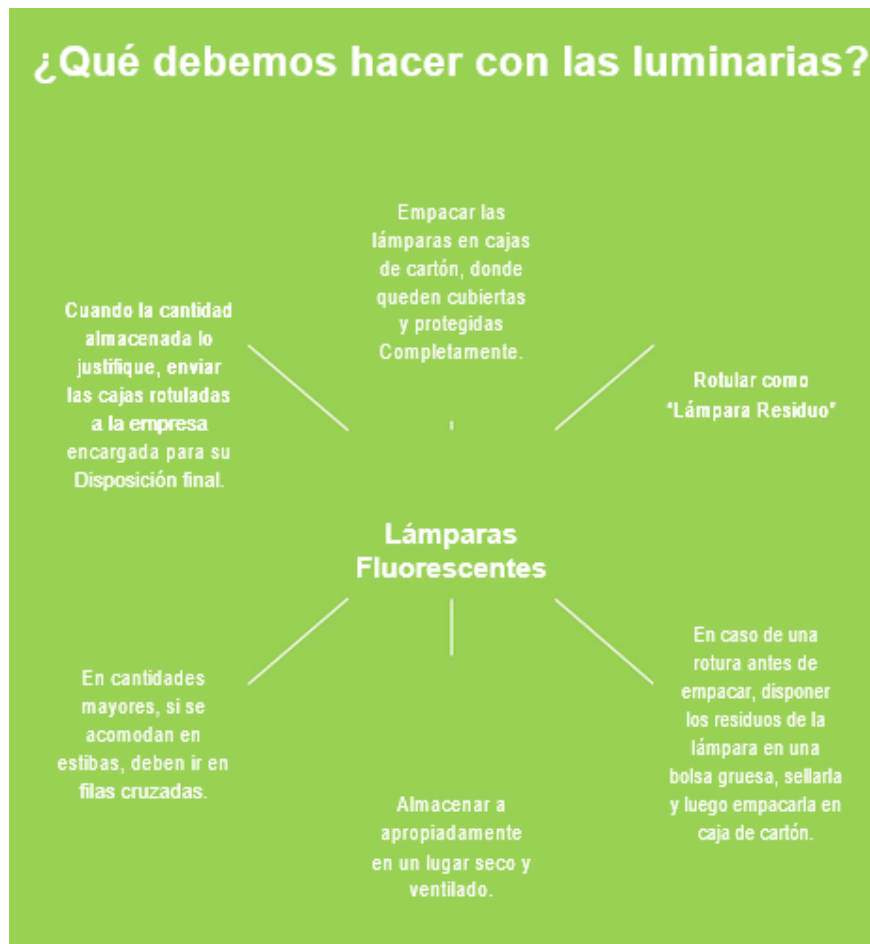 ¿Qué debemos hacer con las luminarias?
Empacar las
lámparas en cajas
de cartón, donde
queden cubiertas
y protegidas
Completamente.
Rotular como
"Lámpara Residuo"
En caso de una
rotura antes de
empacar, disponer
los residuos de la
lámpara en una
bolsa gruesa, sellarla
y luego empacarla en
caja de cartón.
Almacenar a
apropiadamente
en un lugar seco y
ventilado.
En cantidades
mayores, si se
acomodan en
estibas, deben ir en
filas cruzadas.
Cuando la cantidad
almacenada lo
justifique, enviar
las cajas rotuladas
a la empresa
encargada para su
Disposición final.
Lámparas
Fluorescentes